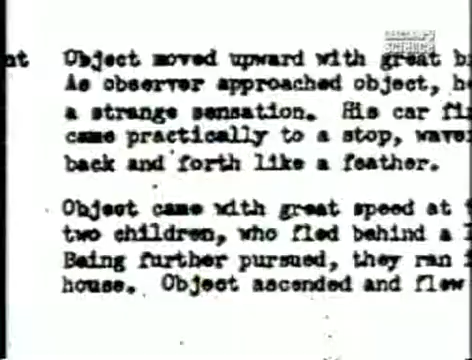 nt Object moved upward with great b
As observer approached object, h
a strange sensation. His car fi
came practically to a stop, wave
back and forth like a feather.
Object came with great speed at
two children, who fled behind a
Being further pursued, they ran
house. Object ascended and flew
SCIENCE